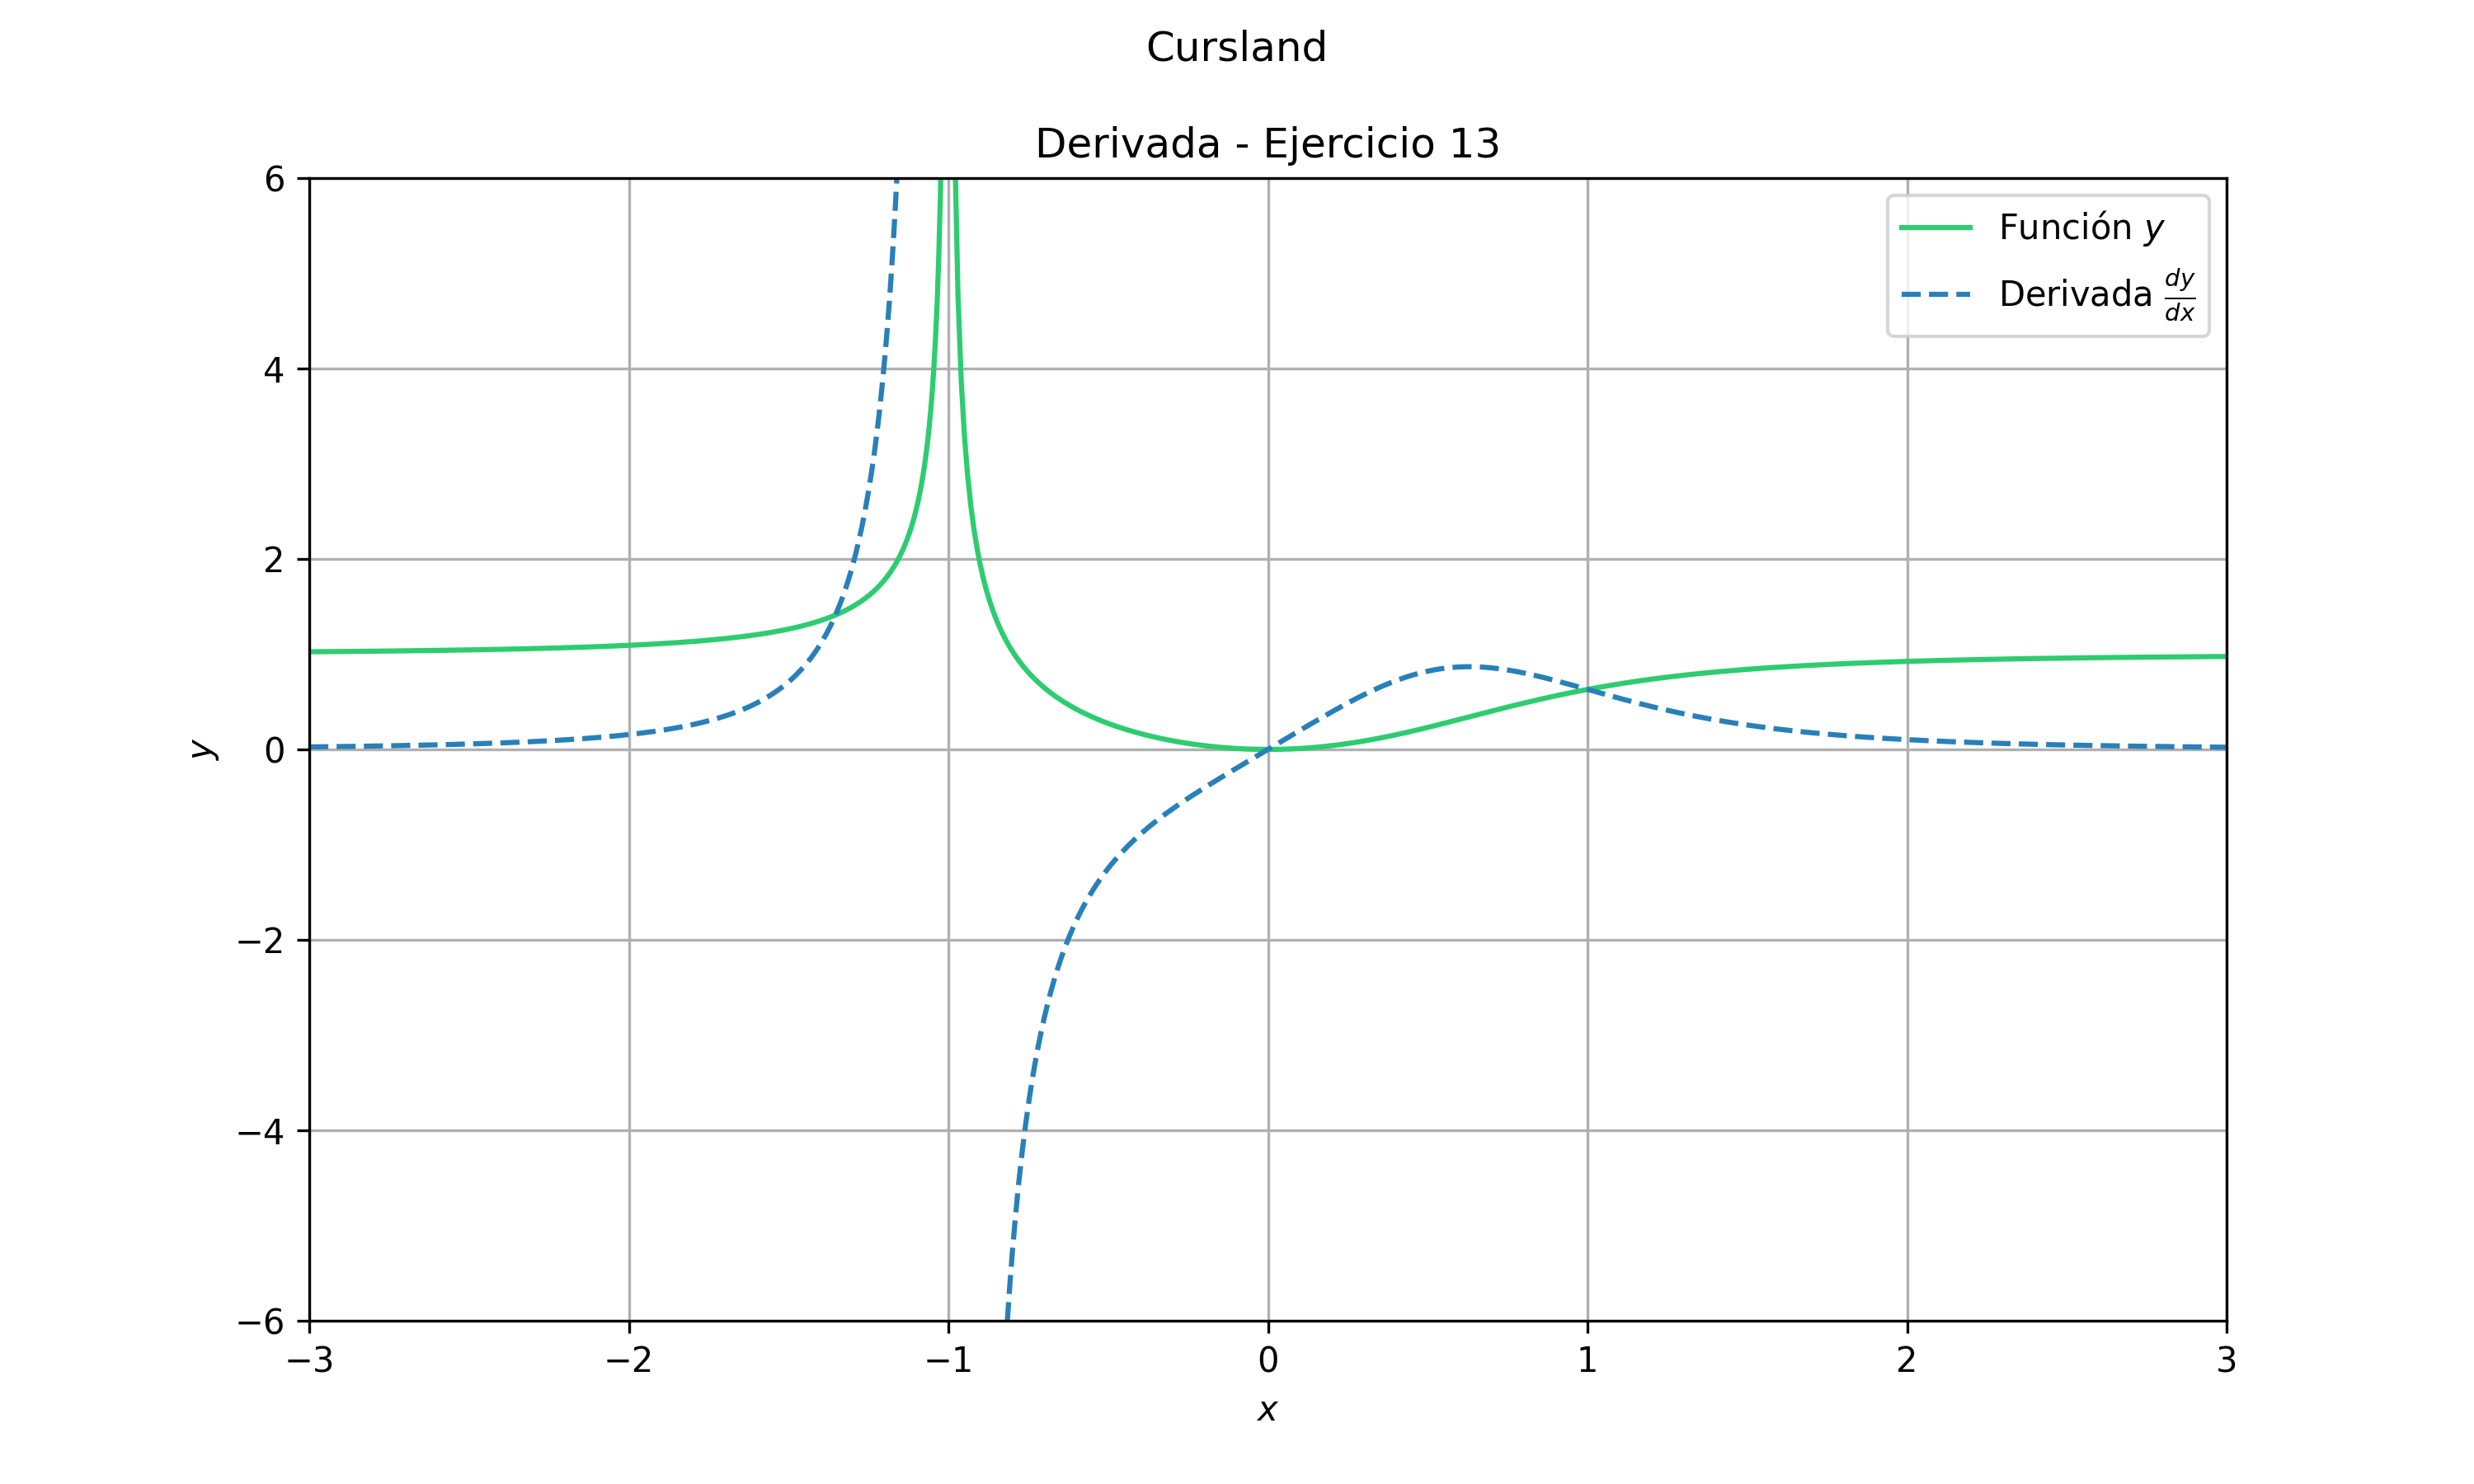 Cursland
Derivada - Ejercicio 13
Función y
Derivada dy/dx
6
4
2
0
−2
−4
−6
y
−3 −2 −1 0 1 2 3
x